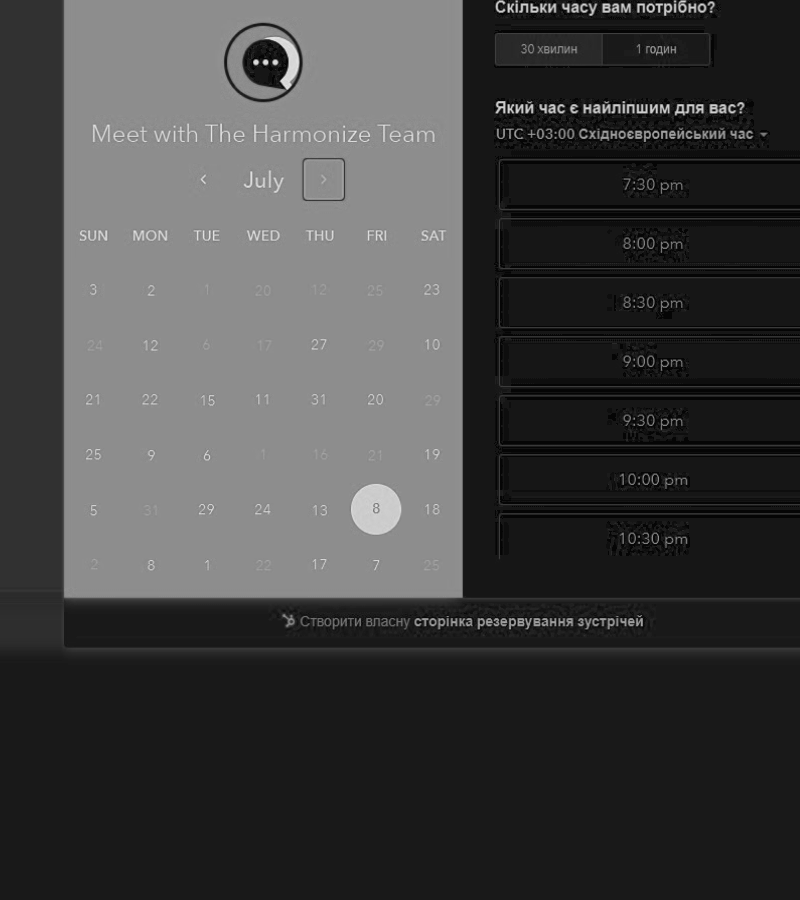 Meet with The Harmonize Team
July
SUN MON TUE WED THU FRI SAT
3 2 1 20 12 25 23
24 12 6 17 27 29 10
21 22 15 11 31 20 29
25 9 6 1 16 21 19
5 31 29 24 13 8 18
2 8 1 22 17 7 25
Скільки часу вам потрібно?
30 хвилин 1 годин
Який час є найліпшим для вас?
UTC +03:00 Східноєвропейський час
7:30 pm
8:00 pm
8:30 pm
9:00 pm
9:30 pm
10:00 pm
10:30 pm
Створити власну сторінка резервування зустрічей